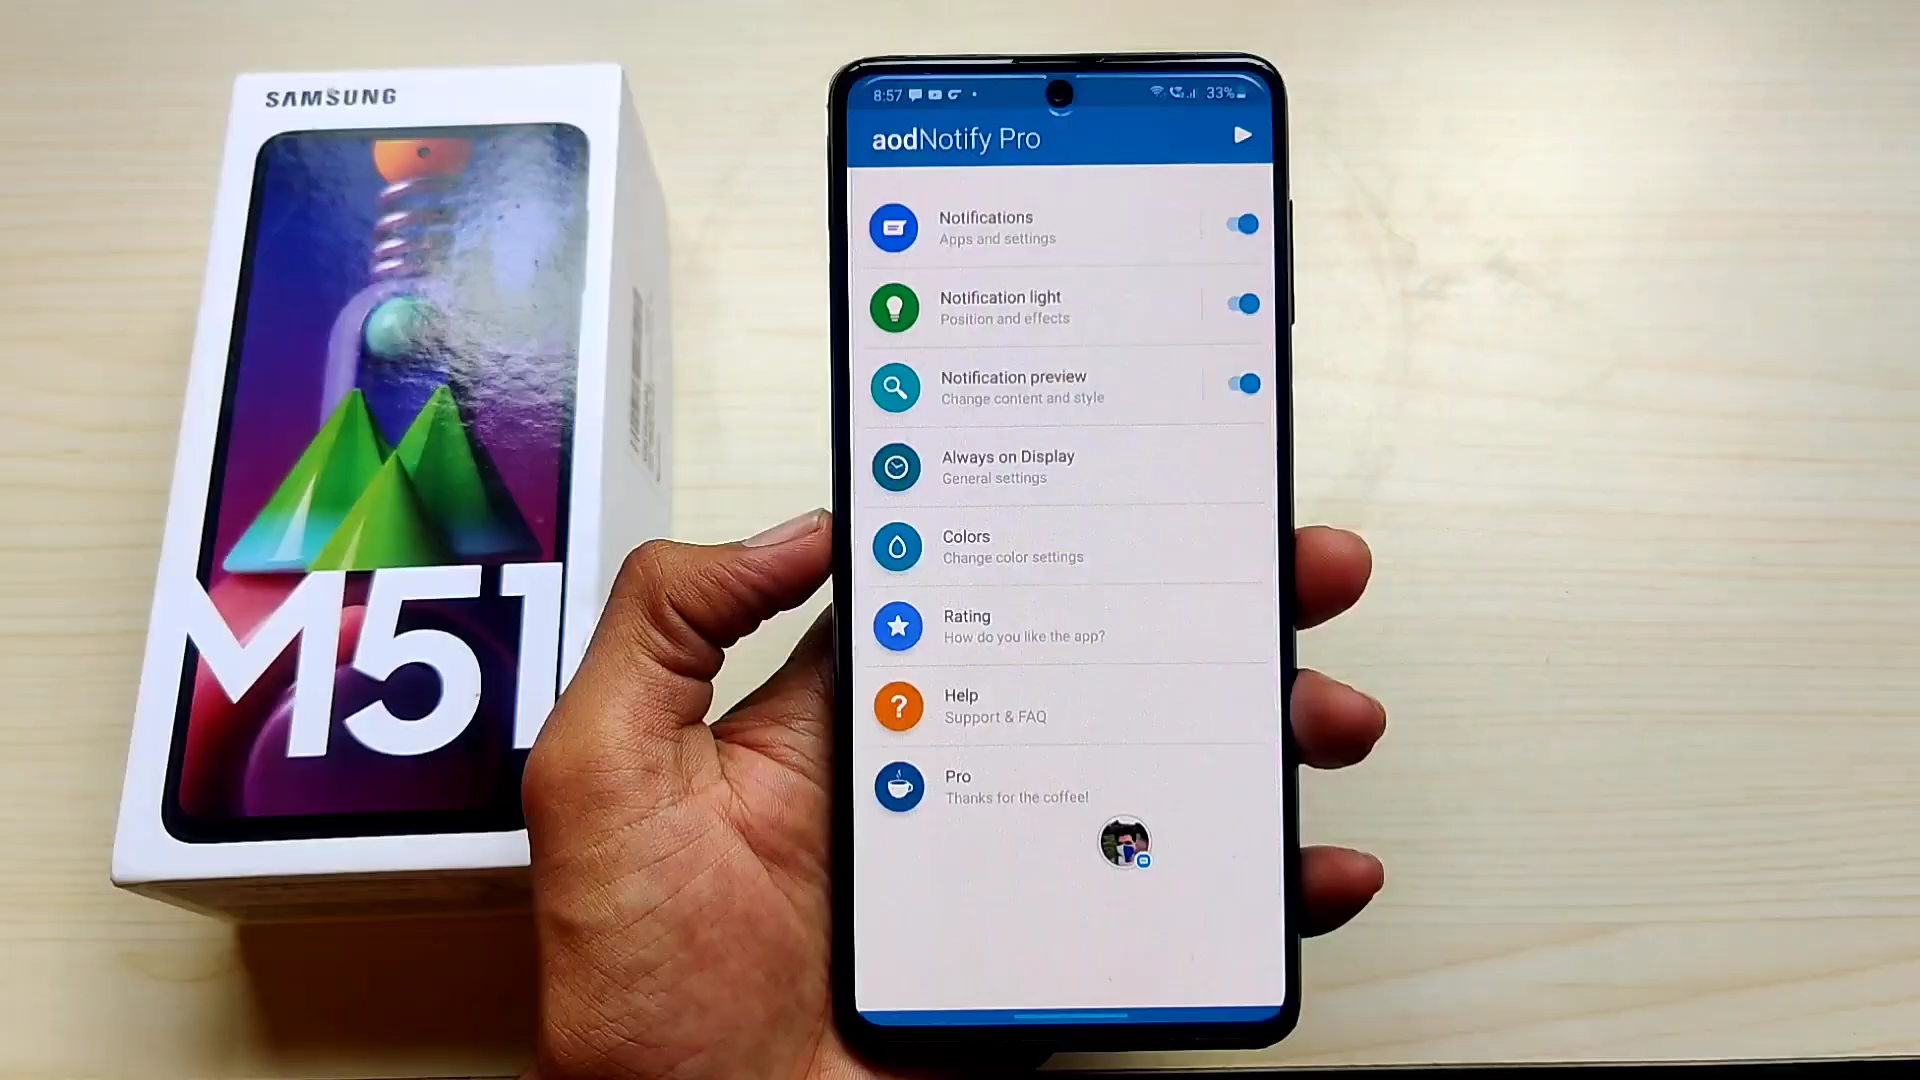 SAMSUNG
M51
8:57
33%
aodNotify Pro
Notifications
Apps and settings
Notification light
Position and effects
Notification preview
Change content and style
Always on Display
General settings
Colors
Change color settings
Rating
How do you like the app?
Help
Support & FAQ
Pro
Thanks for the coffee!